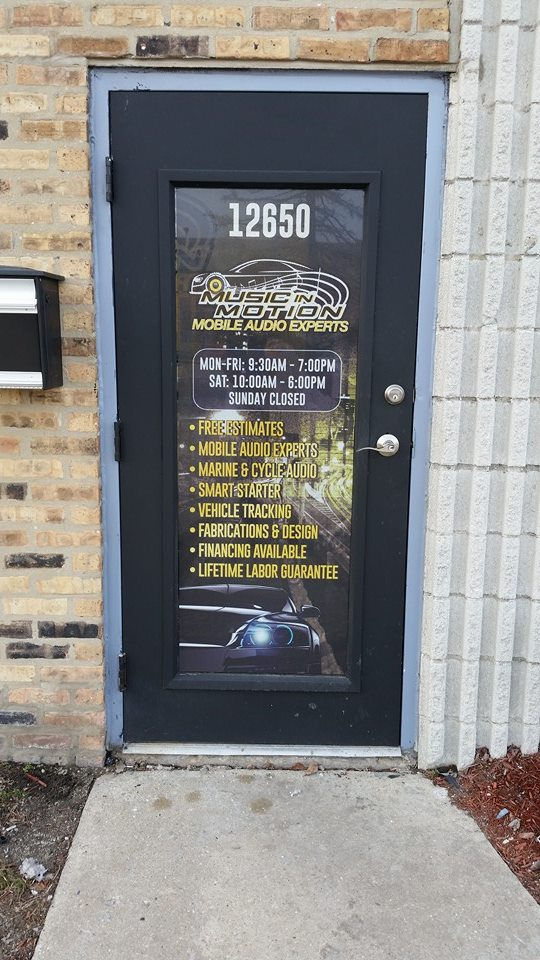 12650
MUSIC IN
MOTION
MOBILE AUDIO EXPERTS
MON-FRI: 9:30AM - 7:00PM
SAT: 10:00AM - 6:00PM
SUNDAY CLOSED
• FREE ESTIMATES
• MOBILE AUDIO EXPERTS
• MARINE & CYCLE AUDIO
• SMART STARTER
• VEHICLE TRACKING
• FABRICATIONS & DESIGN
• FINANCING AVAILABLE
• LIFETIME LABOR GUARANTEE